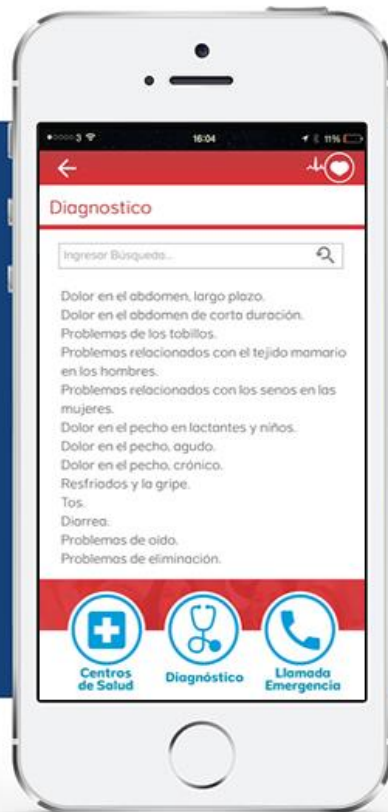 3 16:04 11%
Diagnostico
Ingresar Búsqueda...
Dolor en el abdomen, largo plazo.
Dolor en el abdomen de corta duración.
Problemas de los tobillos.
Problemas relacionados con el tejido mamario
en los hombres.
Problemas relacionados con los senos en las
mujeres.
Dolor en el pecho en lactantes y niños.
Dolor en el pecho, agudo.
Dolor en el pecho, crónico.
Resfriados y la gripe.
Tos.
Diarrea.
Problemas de oído.
Problemas de eliminación.
Centros
de Salud
Diagnóstico
Llamada
Emergencia